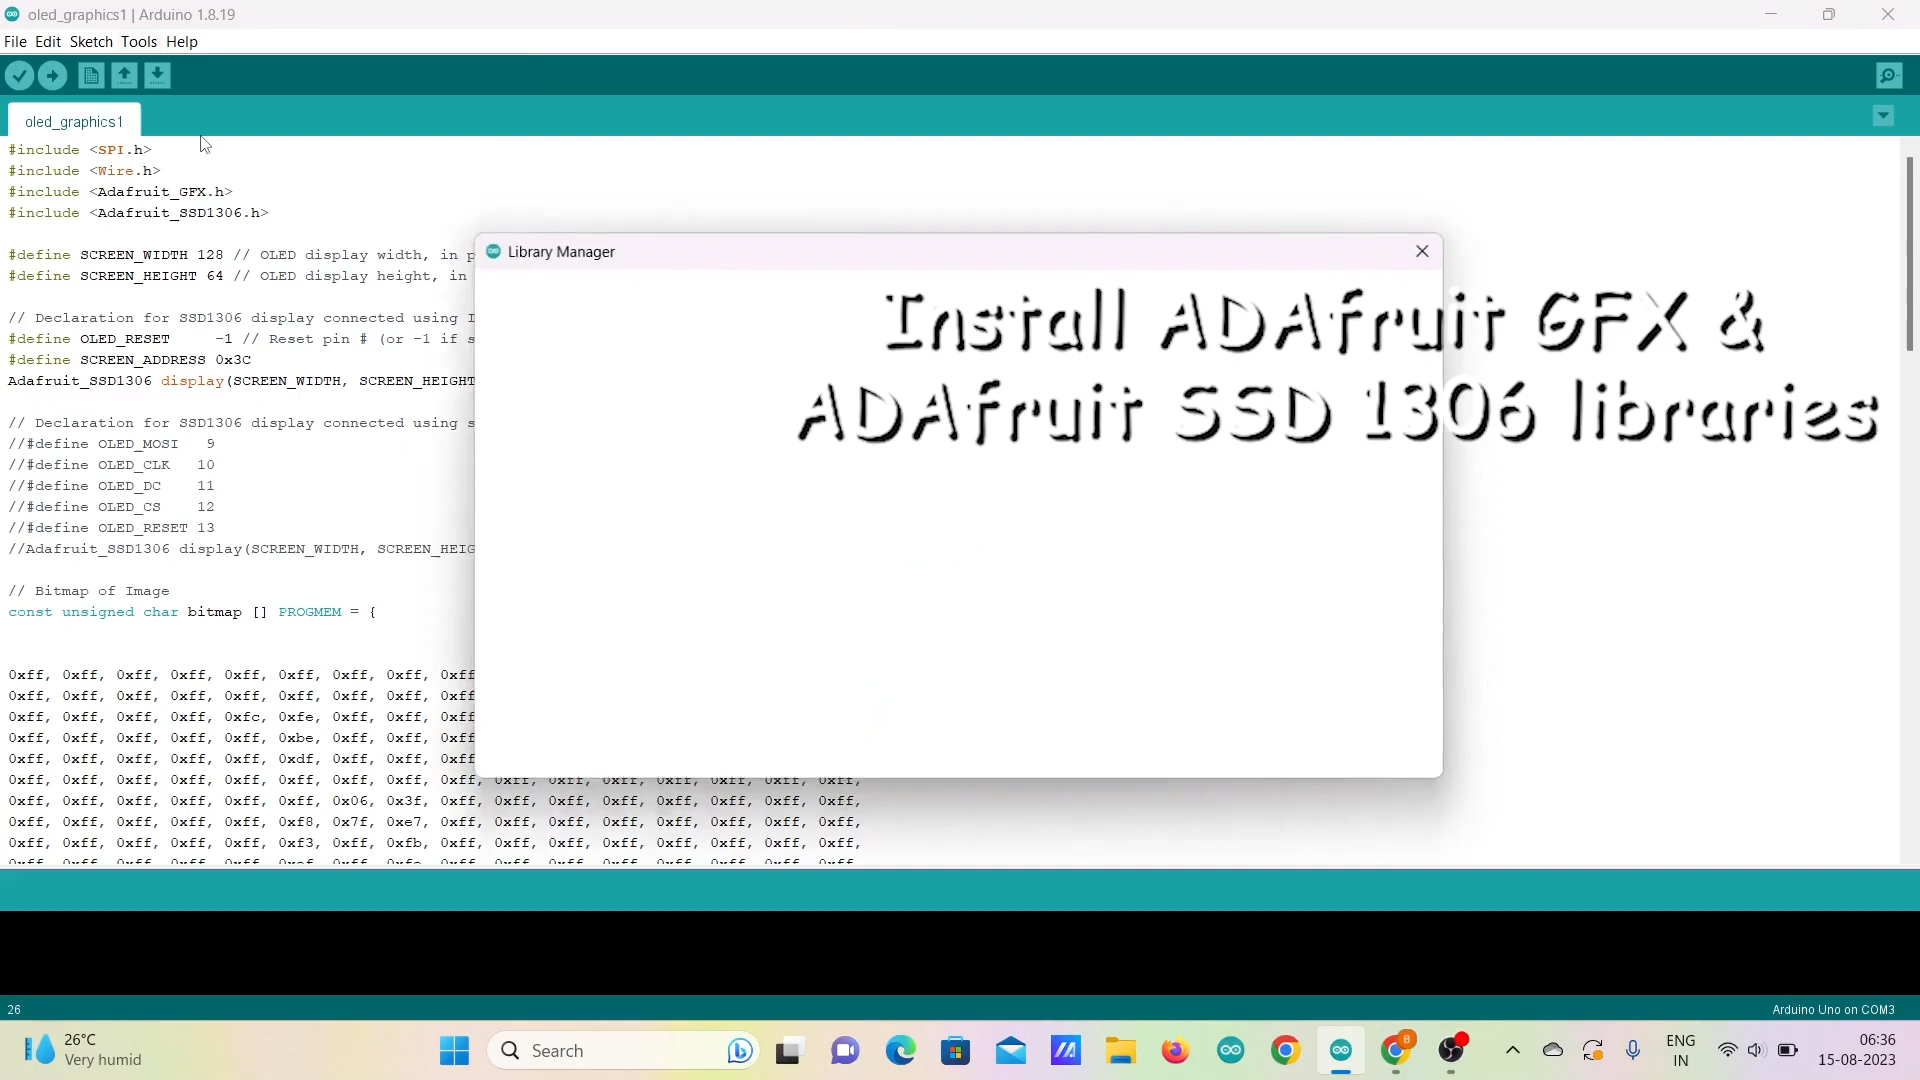 oled_graphics1 | Arduino 1.8.19
File Edit Sketch Tools Help
oled_graphics1
#include <SPI.h>
#include <Wire.h>
#include <Adafruit_GFX.h>
#include <Adafruit_SSD1306.h>
#define SCREEN_WIDTH 128 // OLED display width, in p
#define SCREEN_HEIGHT 64 // OLED display height, in
// Declaration for SSD1306 display connected using I
#define OLED_RESET     -1 // Reset pin # (or -1 if s
#define SCREEN_ADDRESS 0x3C
Adafruit_SSD1306 display(SCREEN_WIDTH, SCREEN_HEIGHT
// Declaration for SSD1306 display connected using s
//#define OLED_MOSI   9
//#define OLED_CLK   10
//#define OLED_DC    11
//#define OLED_CS    12
//#define OLED_RESET 13
//Adafruit_SSD1306 display(SCREEN_WIDTH, SCREEN_HEIG
// Bitmap of Image
const unsigned char bitmap [] PROGMEM = {
0xff, 0xff, 0xff, 0xff, 0xff, 0xff, 0xff, 0xff, 0xff
0xff, 0xff, 0xff, 0xff, 0xff, 0xff, 0xff, 0xff, 0xff
0xff, 0xff, 0xff, 0xff, 0xfc, 0xfe, 0xff, 0xff, 0xff
0xff, 0xff, 0xff, 0xff, 0xff, 0xbe, 0xff, 0xff, 0xff
0xff, 0xff, 0xff, 0xff, 0xff, 0xdf, 0xff, 0xff, 0xff
0xff, 0xff, 0xff, 0xff, 0xff, 0xff, 0xff, 0xff, 0xff, 0xff, 0xff, 0xff, 0xff, 0xff, 0xff, 0xff,
0xff, 0xff, 0xff, 0xff, 0xff, 0xff, 0x06, 0x3f, 0xff, 0xff, 0xff, 0xff, 0xff, 0xff, 0xff, 0xff,
0xff, 0xff, 0xff, 0xff, 0xff, 0xf8, 0x7f, 0xe7, 0xff, 0xff, 0xff, 0xff, 0xff, 0xff, 0xff, 0xff,
0xff, 0xff, 0xff, 0xff, 0xff, 0xf3, 0xff, 0xfb, 0xff, 0xff, 0xff, 0xff, 0xff, 0xff, 0xff, 0xff,
Library Manager
Install ADAfruit GFX &
ADAfruit SSD 1306 libraries
26
Arduino Uno on COM3
26°C
Very humid
Search
B
ENG
IN
06:36
15-08-2023